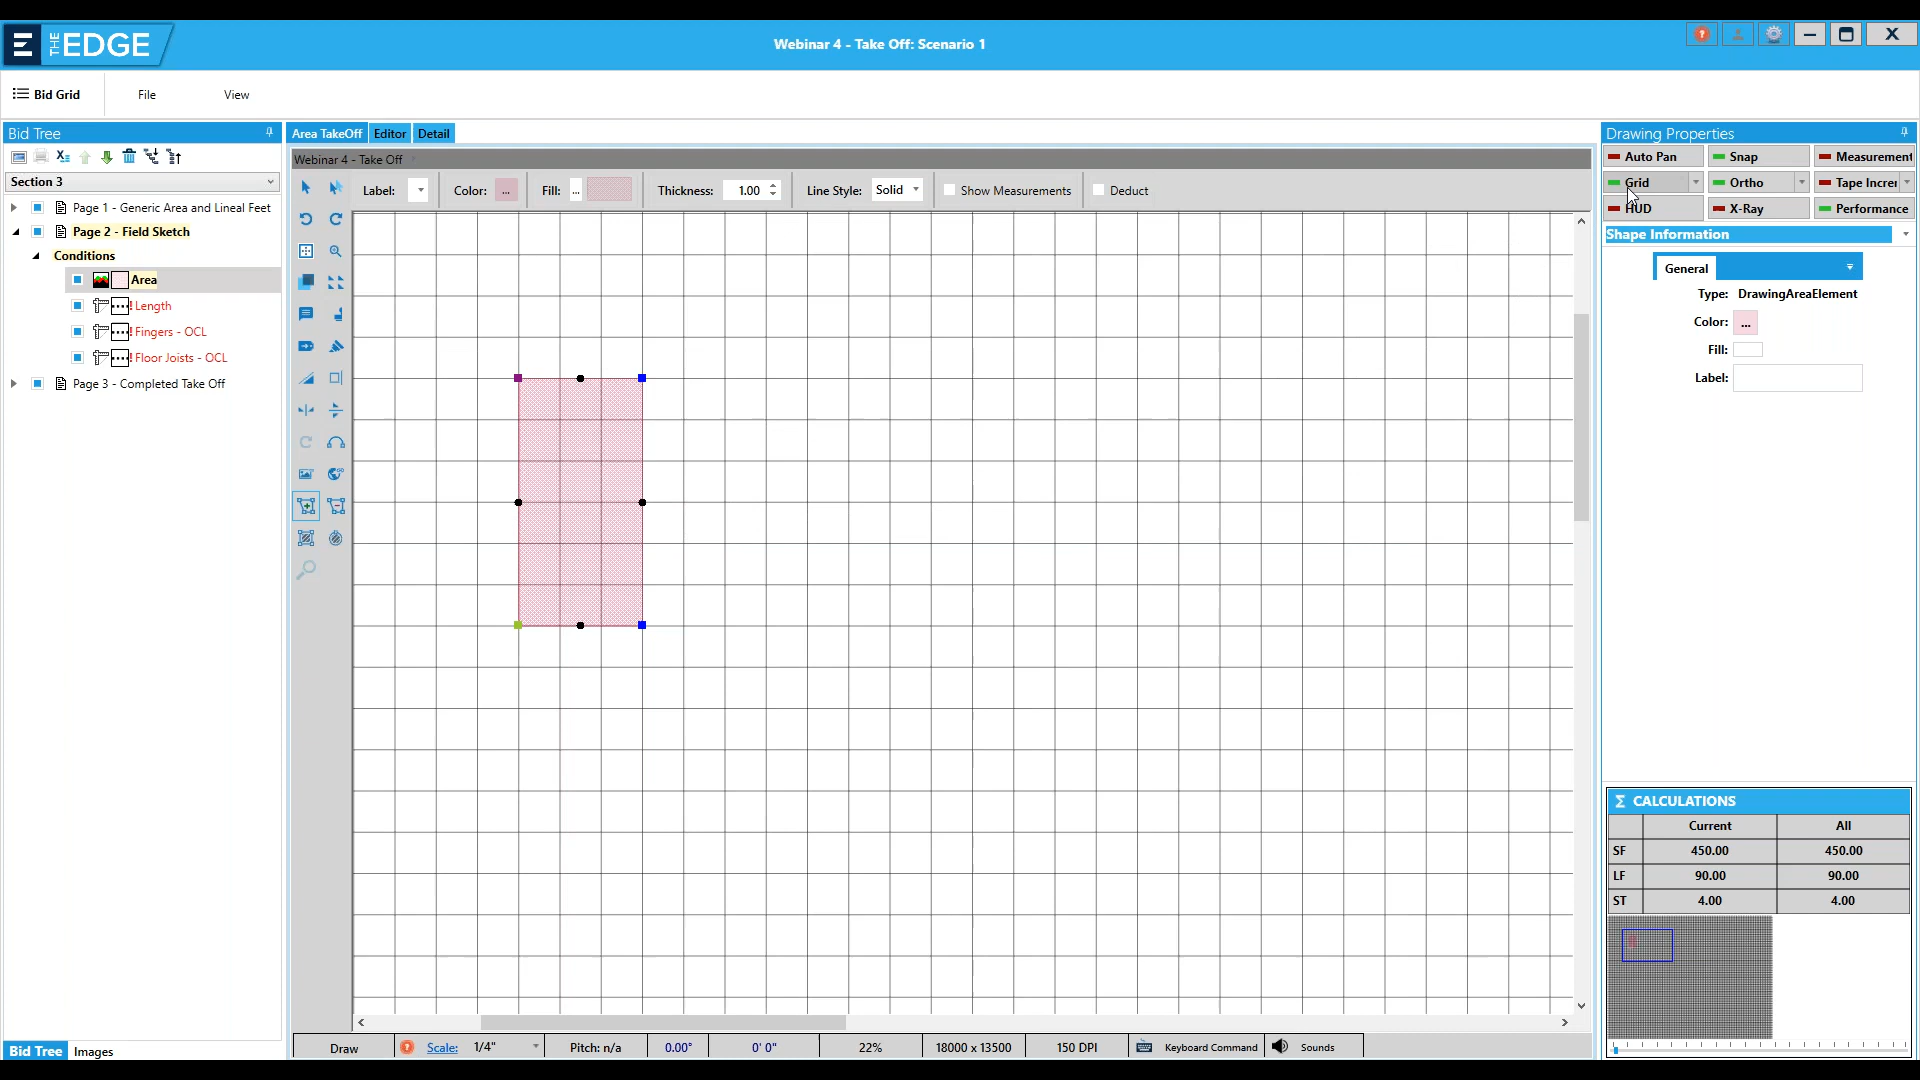 THE EDGE
Webinar 4 - Take Off: Scenario 1
Bid Grid
File
View
Bid Tree
Section 3
Page 1 - Generic Area and Lineal Feet
Page 2 - Field Sketch
Conditions
Area
! Length
! Fingers - OCL
! Floor Joists - OCL
Page 3 - Completed Take Off
Bid Tree
Images
Area TakeOff
Editor
Detail
Webinar 4 - Take Off
Label:
Color:
...
Fill:
...
Thickness:
1.00
Line Style:
Solid
Show Measurements
Deduct
Draw
Scale:
1/4"
Pitch: n/a
0.00°
0' 0"
22%
18000 x 13500
150 DPI
Keyboard Command
Sounds
Drawing Properties
Auto Pan
Snap
Measurement
Grid
Ortho
Tape Increm
HUD
X-Ray
Performance
Shape Information
General
Type: DrawingAreaElement
Color: ...
Fill:
Label:
Σ CALCULATIONS
Current All
SF 450.00 450.00
LF 90.00 90.00
ST 4.00 4.00